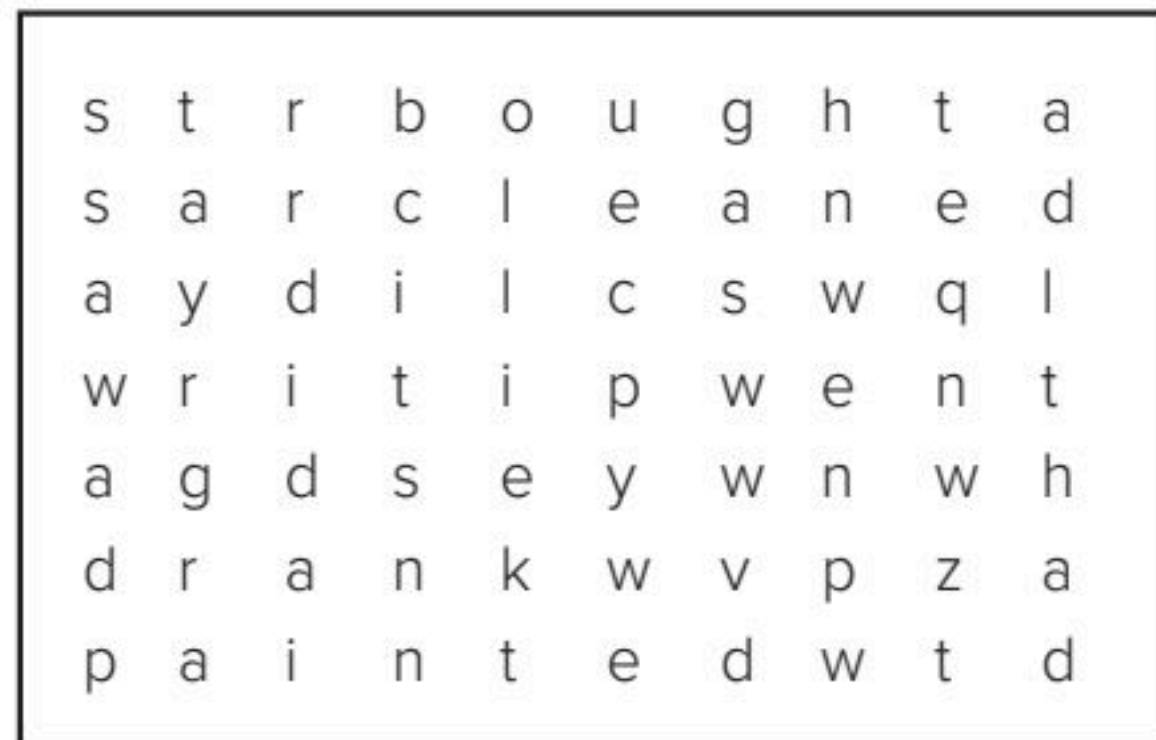 s t r b o u g h t a
s a r c l e a n e d
a y d i l c s w q l
w r i t i p w e n t
a g d s e y w n w h
d r a n k w v p z a
p a i n t e d w t d